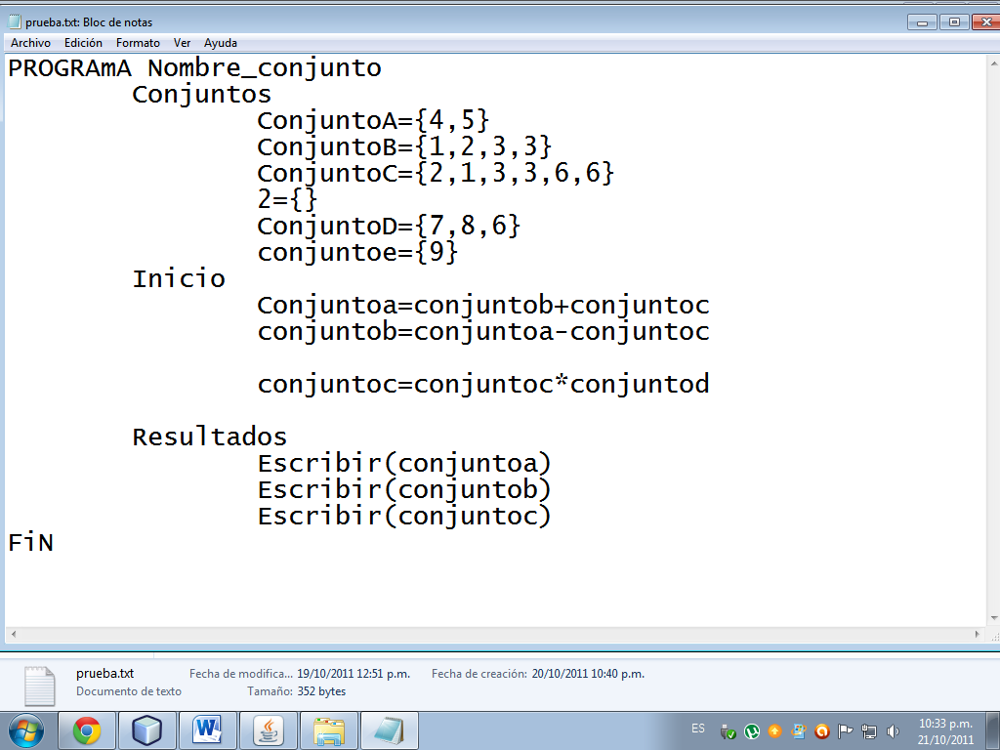 prueba.txt: Bloc de notas
Archivo Edición Formato Ver Ayuda
PROGRAmA Nombre_conjunto
Conjuntos
ConjuntoA={4,5}
ConjuntoB={1,2,3,3}
ConjuntoC={2,1,3,3,6,6}
2={}
ConjuntoD={7,8,6}
conjuntoe={9}
Inicio
Conjuntoa=conjuntob+conjuntoc
conjuntob=conjuntoa-conjuntoc
conjuntoc=conjuntoc*conjuntod
Resultados
Escribir(conjuntoa)
Escribir(conjuntob)
Escribir(conjuntoc)
FiN
prueba.txt Fecha de modifica... 19/10/2011 12:51 p.m. Fecha de creación: 20/10/2011 10:40 p.m.
Documento de texto Tamaño: 352 bytes
ES 10:33 p.m.
21/10/2011